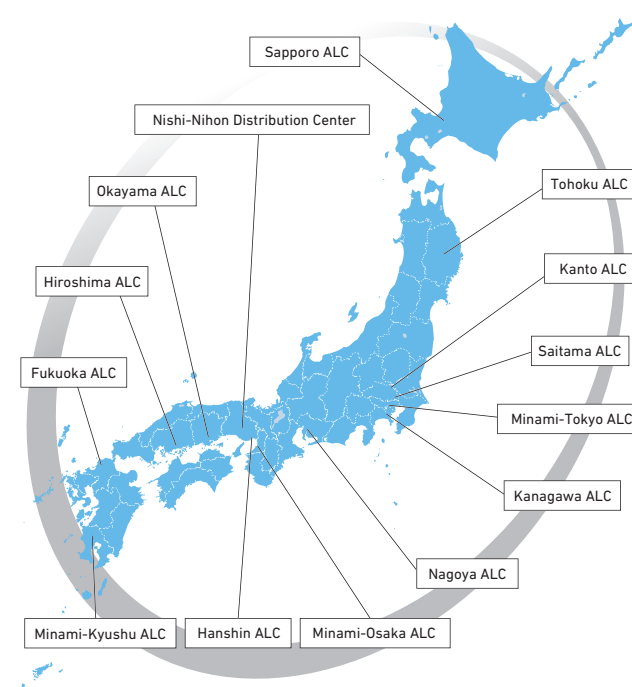 Sapporo ALC
Nishi-Nihon Distribution Center
Tohoku ALC
Okayama ALC
Kanto ALC
Hiroshima ALC
Saitama ALC
Fukuoka ALC
Minami-Tokyo ALC
Kanagawa ALC
Nagoya ALC
Minami-Kyushu ALC
Hanshin ALC
Minami-Osaka ALC